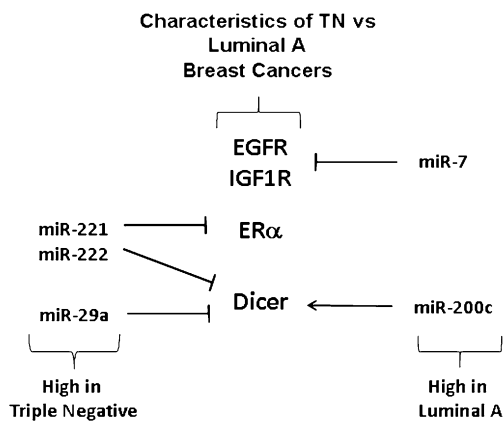 Characteristics of TN vs
Luminal A
Breast Cancers
EGFR
IGF1R
miR-7
miR-221
miR-222
ERα
miR-29a
Dicer
miR-200c
High in
Triple Negative
High in
Luminal A